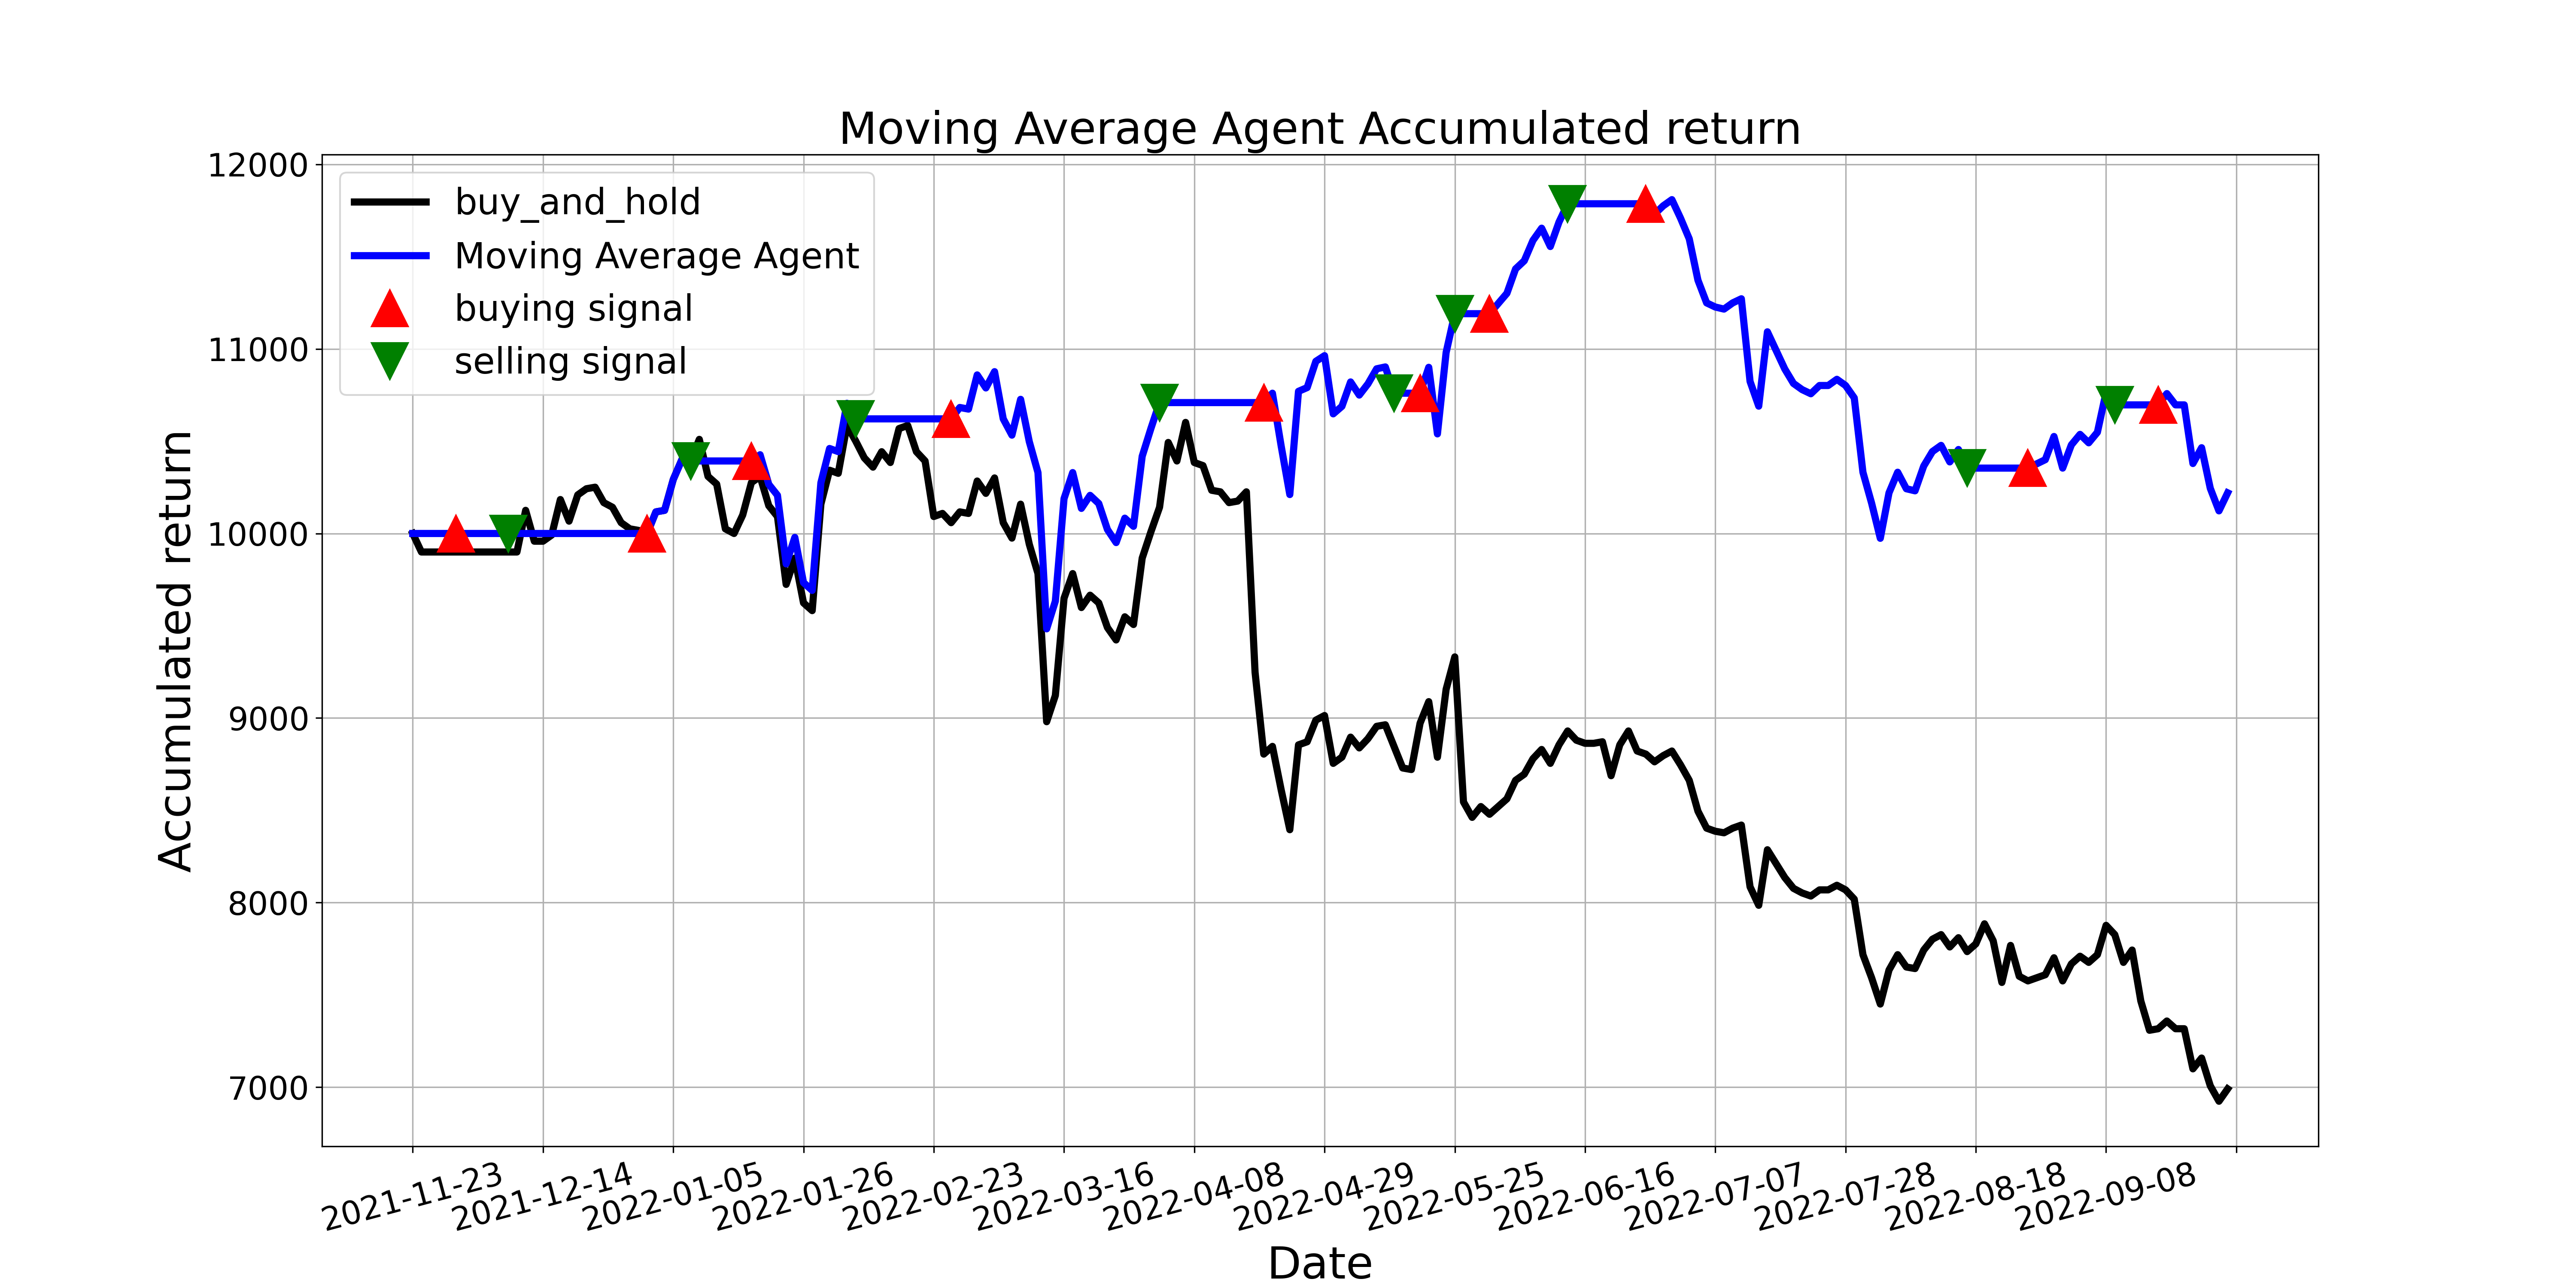 Moving Average Agent Accumulated return
buy_and_hold
Moving Average Agent
buying signal
selling signal
12000
11000
10000
9000
8000
7000
Accumulated return
2021-11-23
2021-12-14
2022-01-05
2022-01-26
2022-02-23
2022-03-16
2022-04-08
2022-04-29
2022-05-25
2022-06-16
2022-07-07
2022-07-28
2022-08-18
2022-09-08
Date